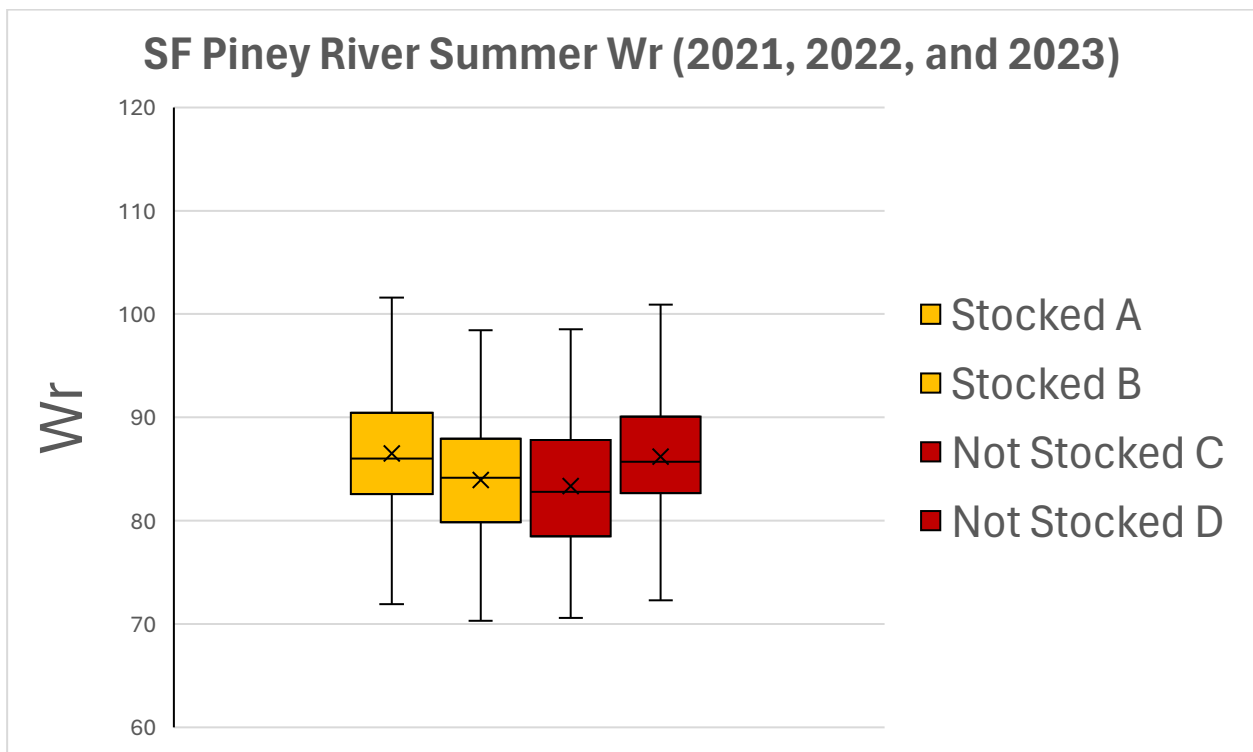 SF Piney River Summer Wr (2021, 2022, and 2023)
120
110
100
90
80
70
60
Wr
Stocked A
Stocked B
Not Stocked C
Not Stocked D